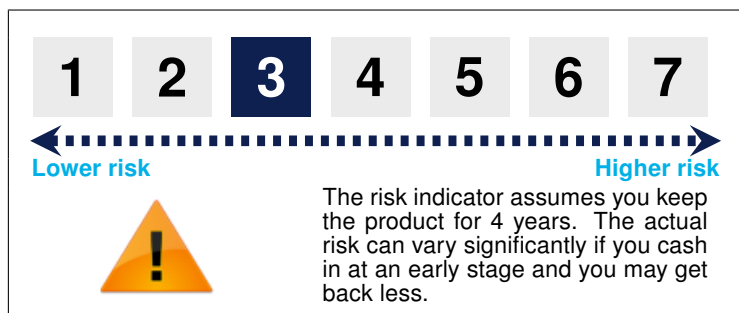 1 2 3 4 5 6 7
Lower risk Higher risk
!
The risk indicator assumes you keep
the product for 4 years. The actual
risk can vary significantly if you cash
in at an early stage and you may get
back less.